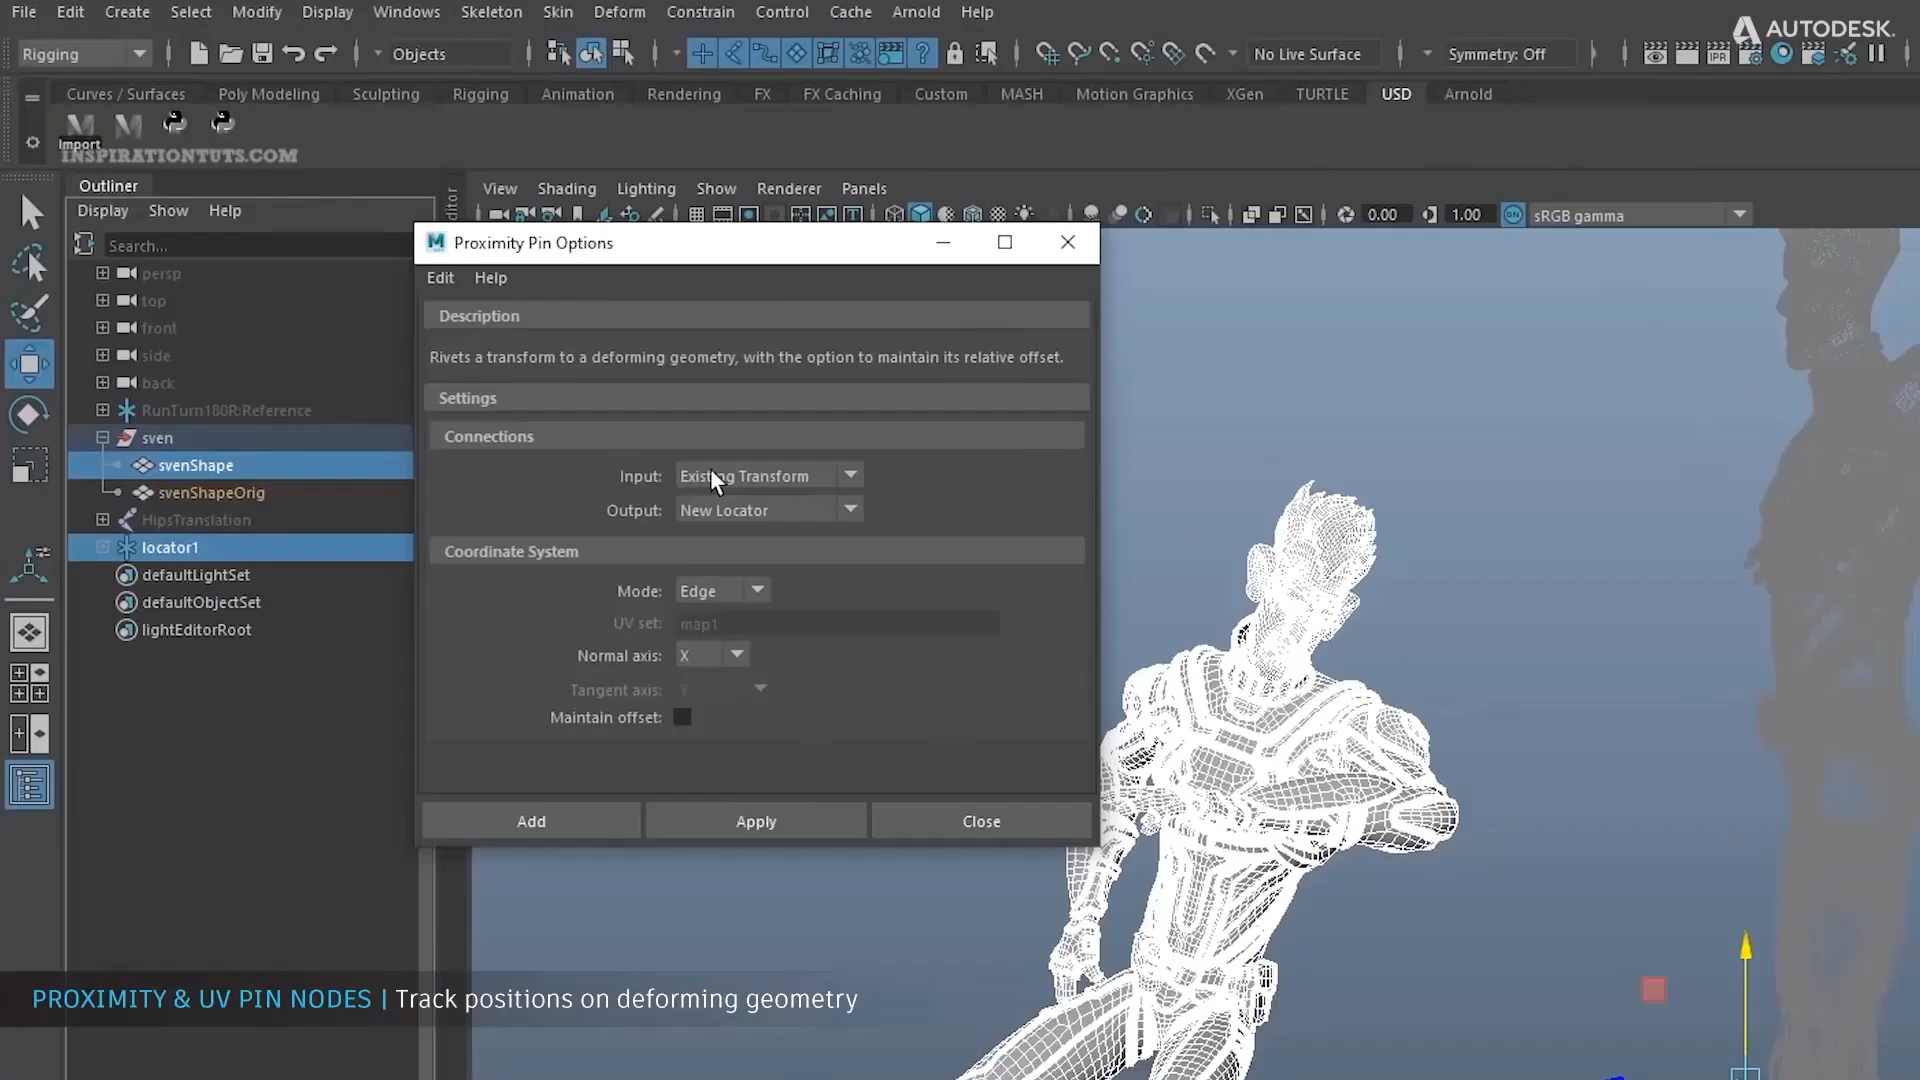 File Edit Create Select Modify Display Windows Skeleton Skin Deform Constrain Control Cache Arnold Help
AUTODESK.
Rigging Objects No Live Surface Symmetry: Off
IPR
Curves / Surfaces Poly Modeling Sculpting Rigging Animation Rendering FX FX Caching Custom MASH Motion Graphics XGen TURTLE USD Arnold
Import
INSPIRATIONTUTS.COM
Outliner
View Shading Lighting Show Renderer Panels
Display Show Help
0.00 1.00 ON sRGB gamma
Search...
Proximity Pin Options
Edit Help
persp
top
front
side
back
RunTurn180R:Reference
sven
svenShape
svenShapeOrig
HipsTranslation
locator1
defaultLightSet
defaultObjectSet
lightEditorRoot
Description
Rivets a transform to a deforming geometry, with the option to maintain its relative offset.
Settings
Connections
Input: Existing Transform
Output: New Locator
Coordinate System
Mode: Edge
UV set: map1
Normal axis: X
Tangent axis:
Maintain offset:
Add Apply Close
PROXIMITY & UV PIN NODES | Track positions on deforming geometry